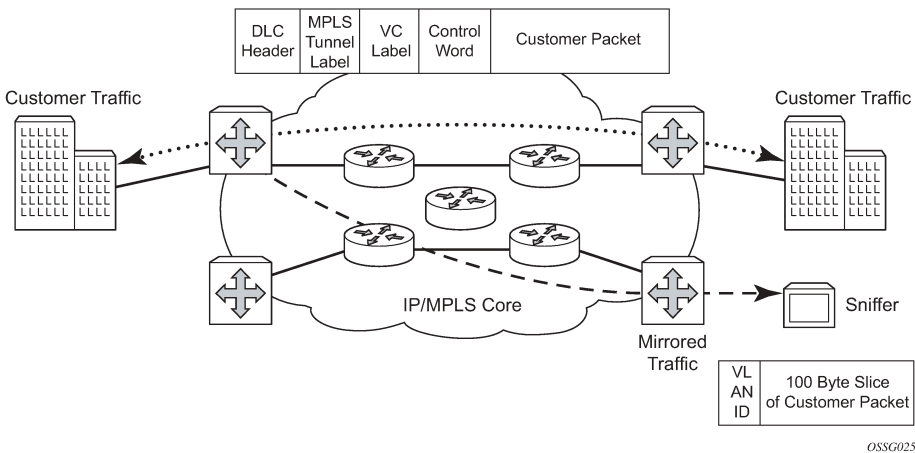 DLC
Header
MPLS
Tunnel
Label
VC
Label
Control
Word
Customer Packet
Customer Traffic
Customer Traffic
IP/MPLS Core
Mirrored
Traffic
Sniffer
VL
AN
ID
100 Byte Slice
of Customer Packet
OSSG025